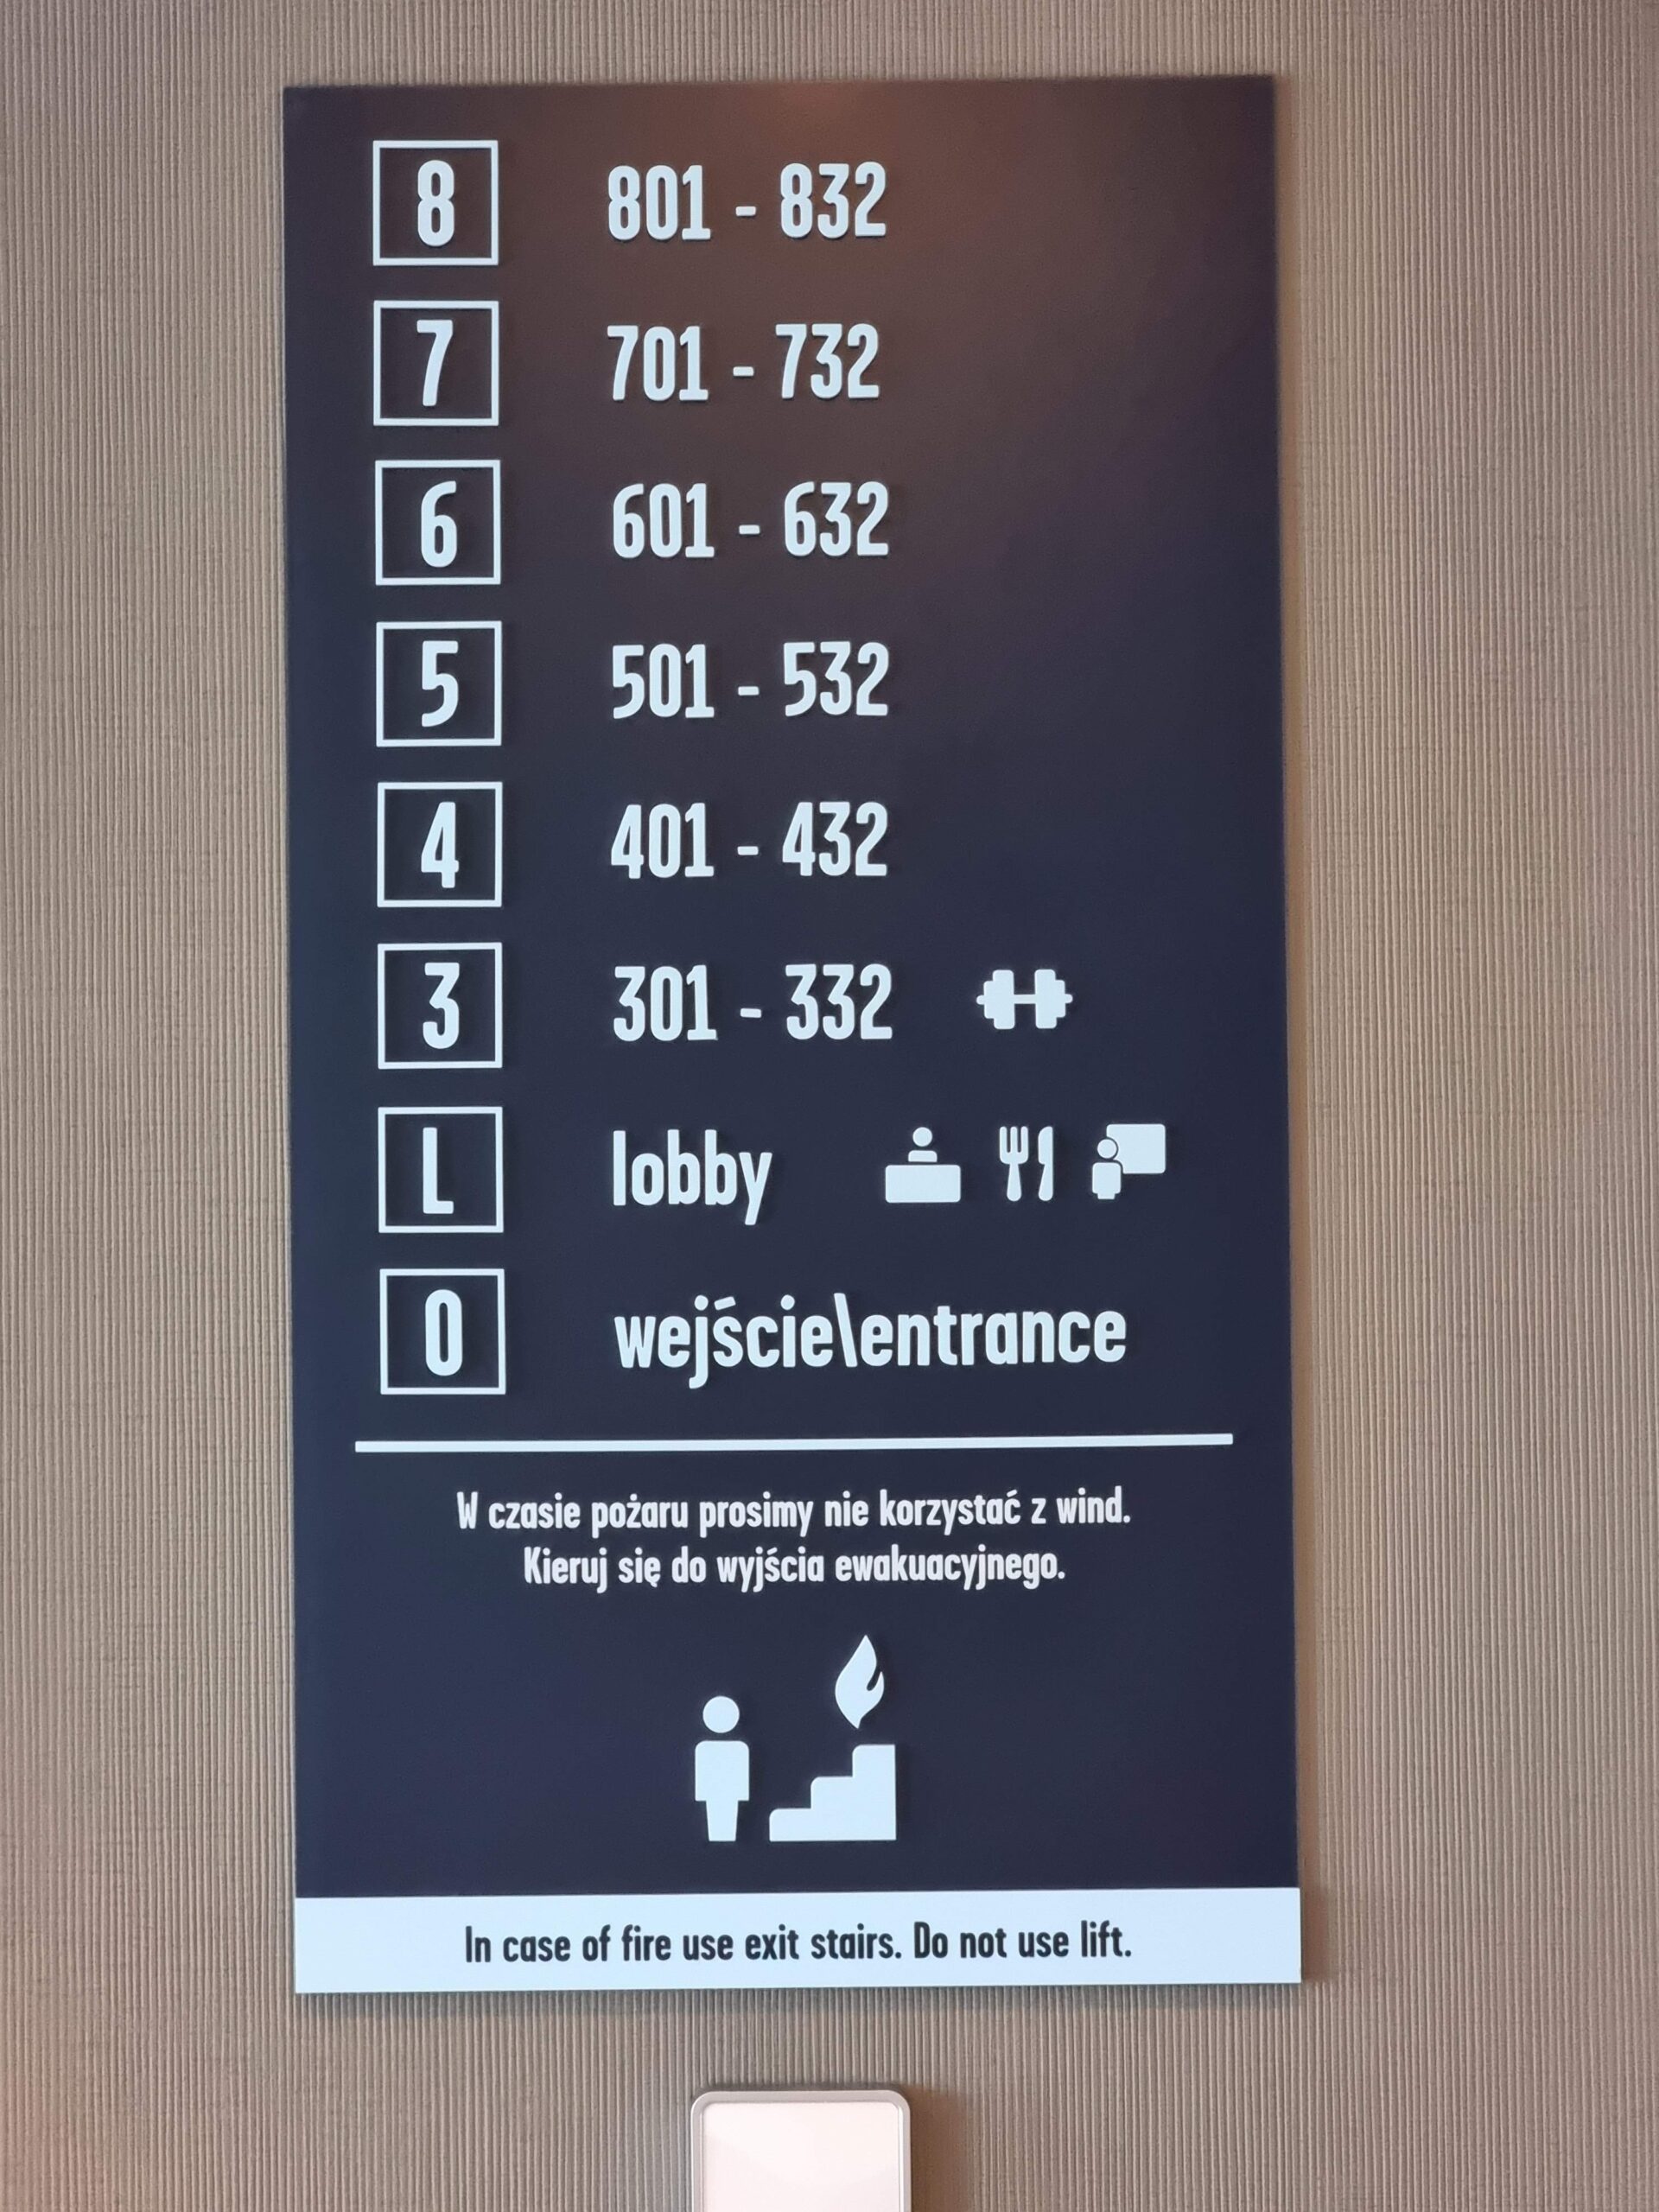 8 801 - 832
7 701 - 732
6 601 - 632
5 501 - 532
4 401 - 432
3 301 - 332
L lobby
0 wejście\entrance
W czasie pożaru prosimy nie korzystać z wind.
Kieruj się do wyjścia ewakuacyjnego.
In case of fire use exit stairs. Do not use lift.